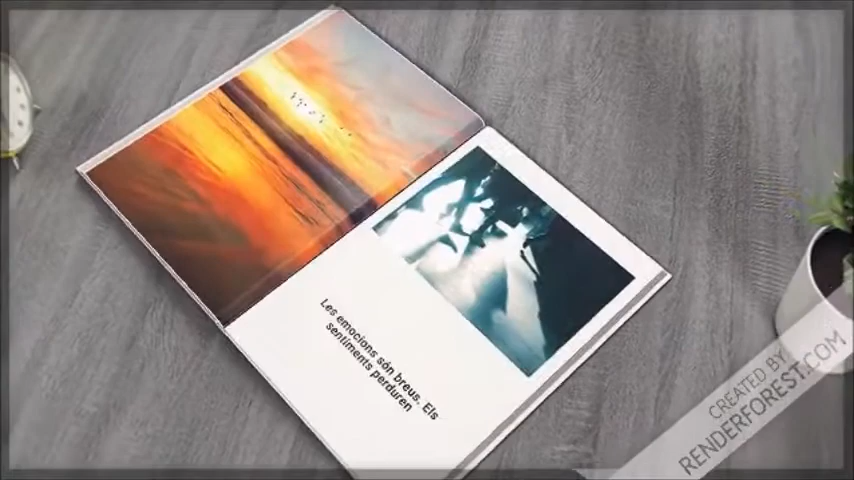 Les emocions són breus. Els
sentiments perduren
CREATED BY
RENDERFOREST.COM